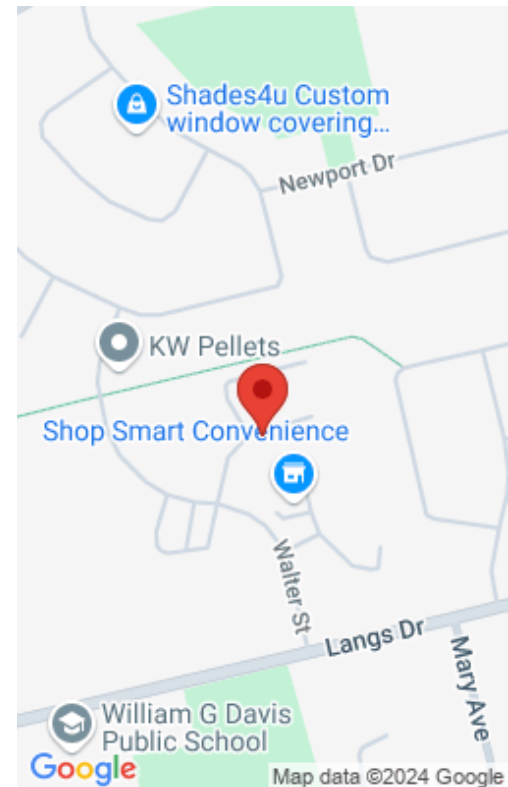 Shades4u Custom
window covering...
Newport Dr
KW Pellets
Shop Smart Convenience
Walter St
Langs Dr
Mary Ave
William G Davis
Public School
Google
Map data ©2024 Google